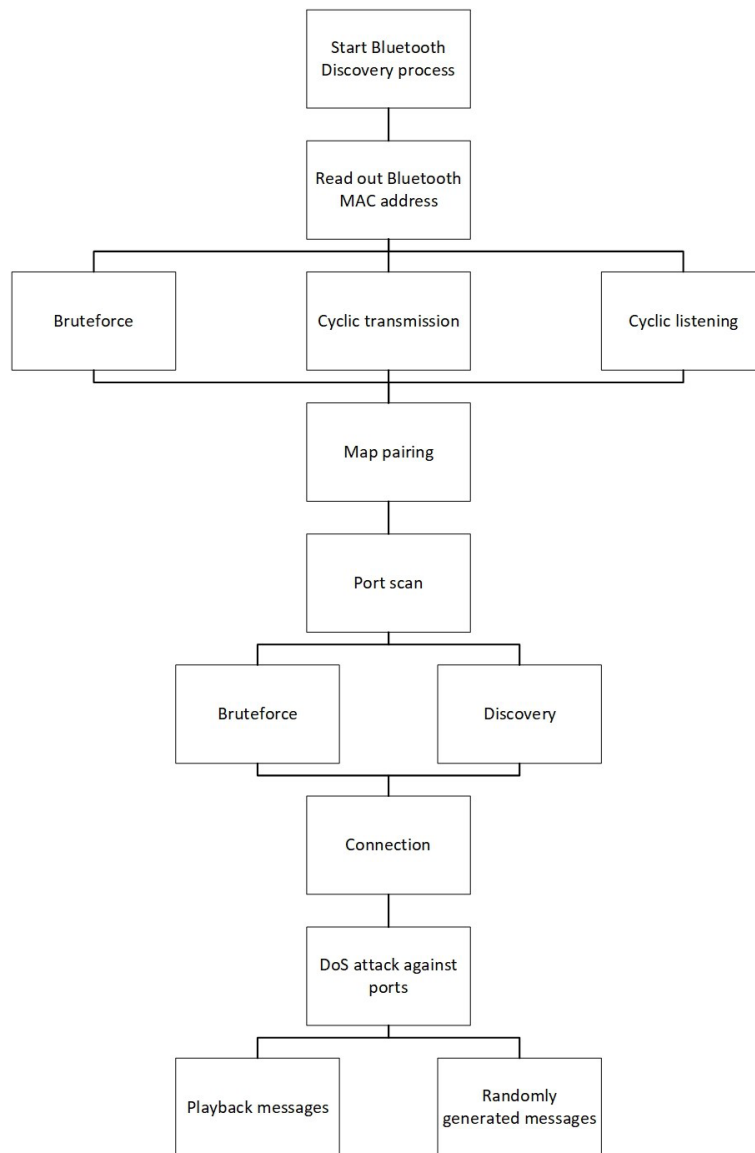 Start Bluetooth
Discovery process
Read out Bluetooth
MAC address
Bruteforce
Cyclic transmission
Cyclic listening
Map pairing
Port scan
Bruteforce
Discovery
Connection
DoS attack against
ports
Playback messages
Randomly
generated messages